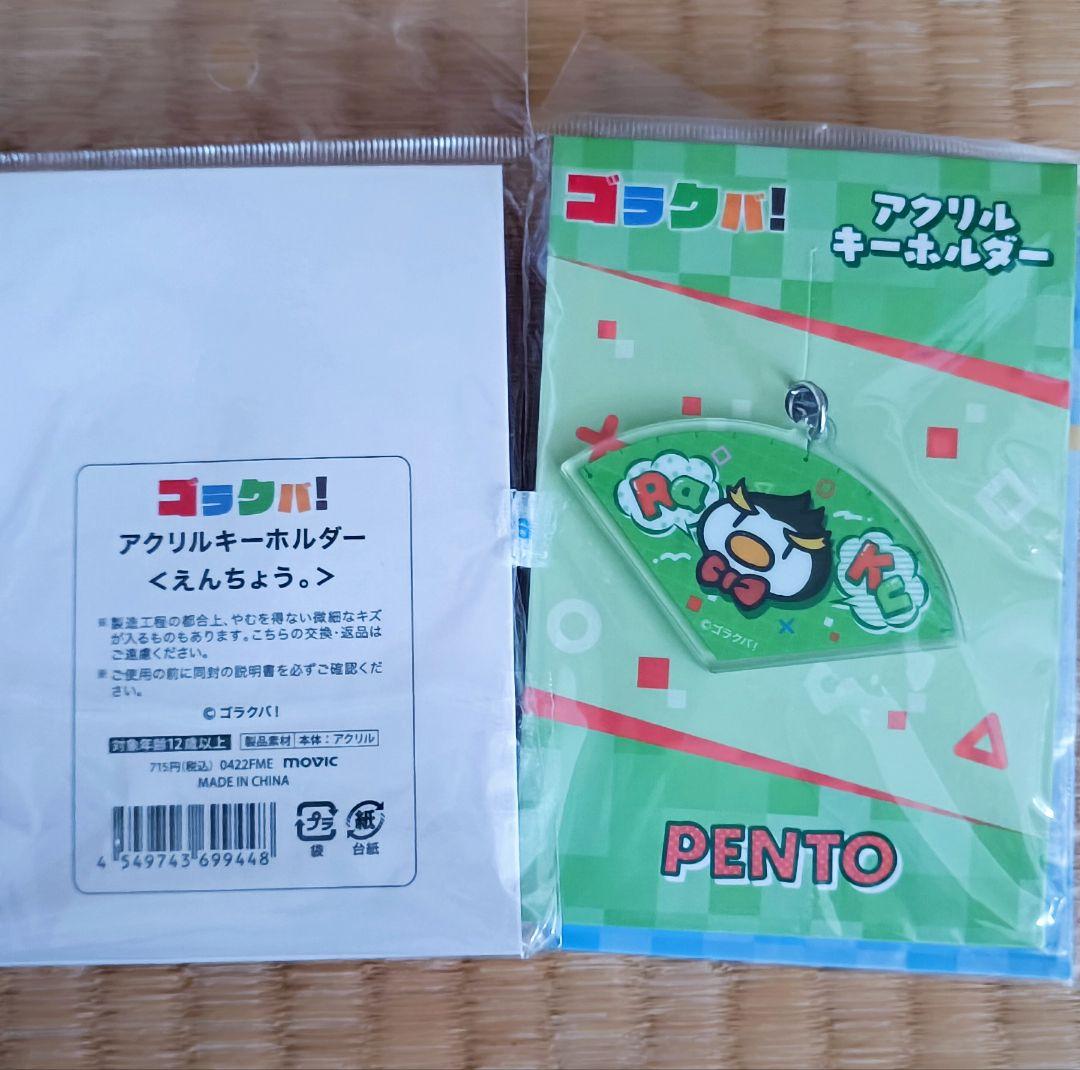 ゴラクバ!
アクリルキーホルダー
<えんちょう。>
※製造工程の都合上、やむを得ない微細なキズ
が入るものもあります。こちらの交換・返品は
ご遠慮ください。
※ご使用の前に同封の説明書を必ずご確認くだ
さい。
©ゴラクバ!
対象年齢12歳以上 製品素材 本体:アクリル
715円(税込) 0422FME movic
MADE IN CHINA
プラ 紙
袋 台紙
4 549743 699448
ゴラクバ!
アクリル
キーホルダー
Ra
Ku
©ゴラクバ!
PENTO